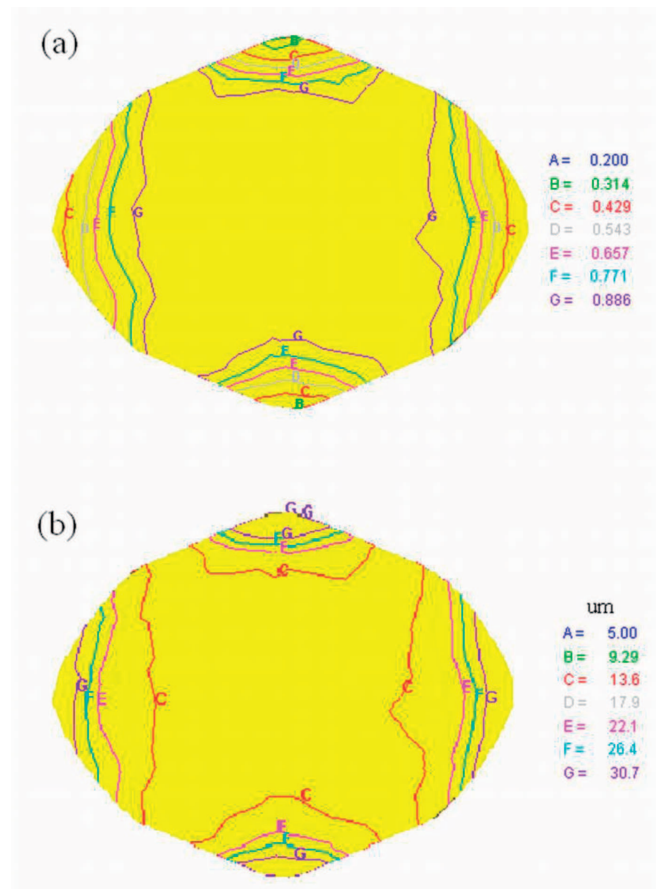 (a)
B
C
D
E
F
G
C
B
E
F
G
G
F
E
B
C
A = 0.200
B = 0.314
C = 0.429
D = 0.543
E = 0.657
F = 0.771
G = 0.886
G
E
E
D
C
B
(b)
G G
G
F
E
C
G
F
E
C
C
E
F
G
um
A = 5.00
B = 9.29
C = 13.6
D = 17.9
E = 22.1
F = 26.4
G = 30.7
C
E
F
G